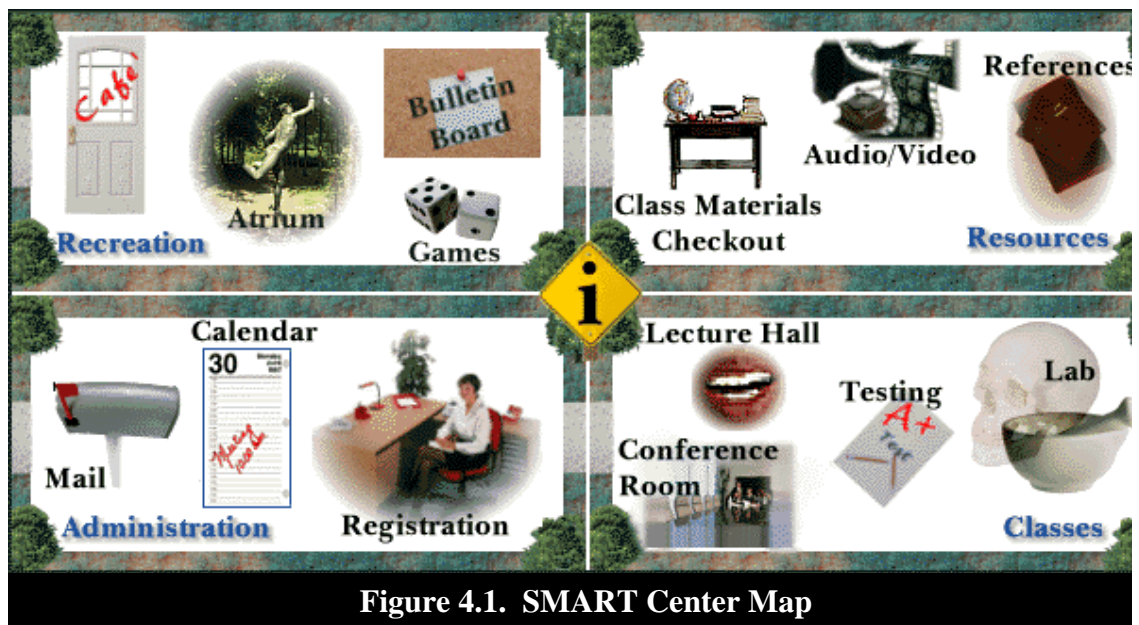 Café
Atrium
Bulletin
Board
Games
Recreation
References
Audio/Video
Class Materials
Checkout
Resources
i
Calendar
30
Mail
Registration
Administration
Lecture Hall
Testing
A+
Test
Lab
Conference
Room
Classes
Figure 4.1. SMART Center Map